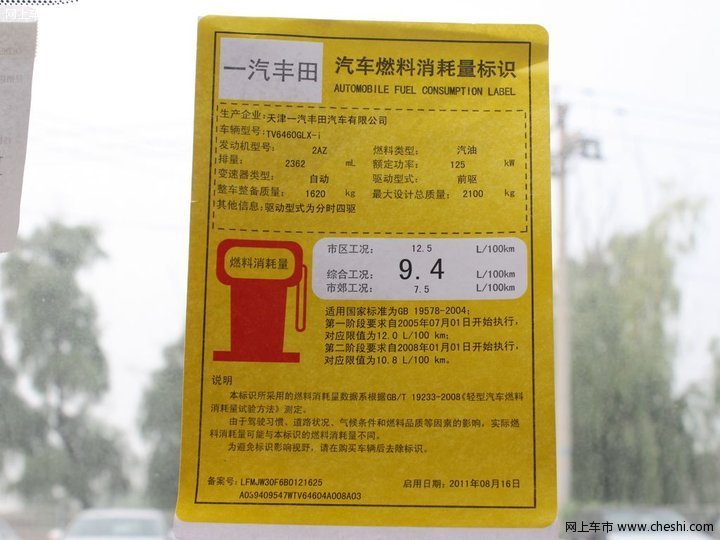 网上车市
一汽丰田
汽车燃料消耗量标识
AUTOMOBILE FUEL CONSUMPTION LABEL
生产企业:天津一汽丰田汽车有限公司
车辆型号:TV6460GLX-i
发动机型号: 2AZ 燃料类型: 汽油
排量: 2362 mL 额定功率: 125 kW
变速器类型: 自动 驱动型式: 前驱
整车整备质量: 1620 kg 最大设计总质量: 2100 kg
其他信息:驱动型式为分时四驱
燃料消耗量
市区工况: 12.5 L/100km
综合工况: 9.4 L/100km
市郊工况: 7.5 L/100km
适用国家标准为GB 19578-2004;
第一阶段要求自2005年07月01日开始执行,
对应限值为12.0 L/100 km;
第二阶段要求自2008年01月01日开始执行,
对应限值为10.8 L/100 km。
说明
本标识所采用的燃料消耗量数据系根据GB/T 19233-2008《轻型汽车燃料
消耗量试验方法》测定。
由于驾驶习惯、道路状况、气候条件和燃料品质等因素的影响,实际燃
料消耗量可能与本标识的燃料消耗量不同。
为避免标识影响视野,请在购买车辆后去除标识。
备案号:LFMJW30F6B0121625 启用日期:2011年08月16日
A039409547WTV64604A008A03
网上车市 www.cheshi.com